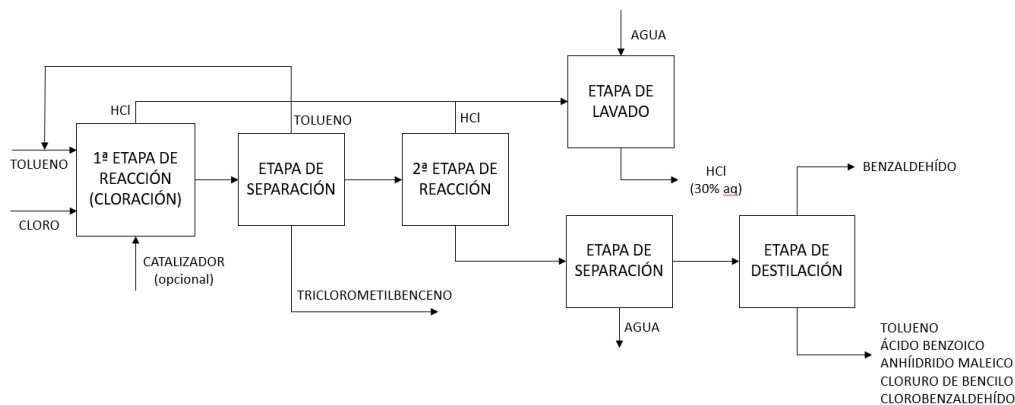 AGUA
ETAPA DE
LAVADO
HCl
TOLUENO
HCl
TOLUENO
1ª ETAPA DE
REACCIÓN
(CLORACIÓN)
ETAPA DE
SEPARACIÓN
2ª ETAPA DE
REACCIÓN
HCl
(30% aq)
BENZALDEHÍDO
CLORO
CATALIZADOR
(opcional)
TRICLOROMETILBENCENO
ETAPA DE
SEPARACIÓN
ETAPA DE
DESTILACIÓN
AGUA
TOLUENO
ÁCIDO BENZOICO
ANHÍIDRIDO MALEICO
CLORURO DE BENCILO
CLOROBENZALDEHÍDO